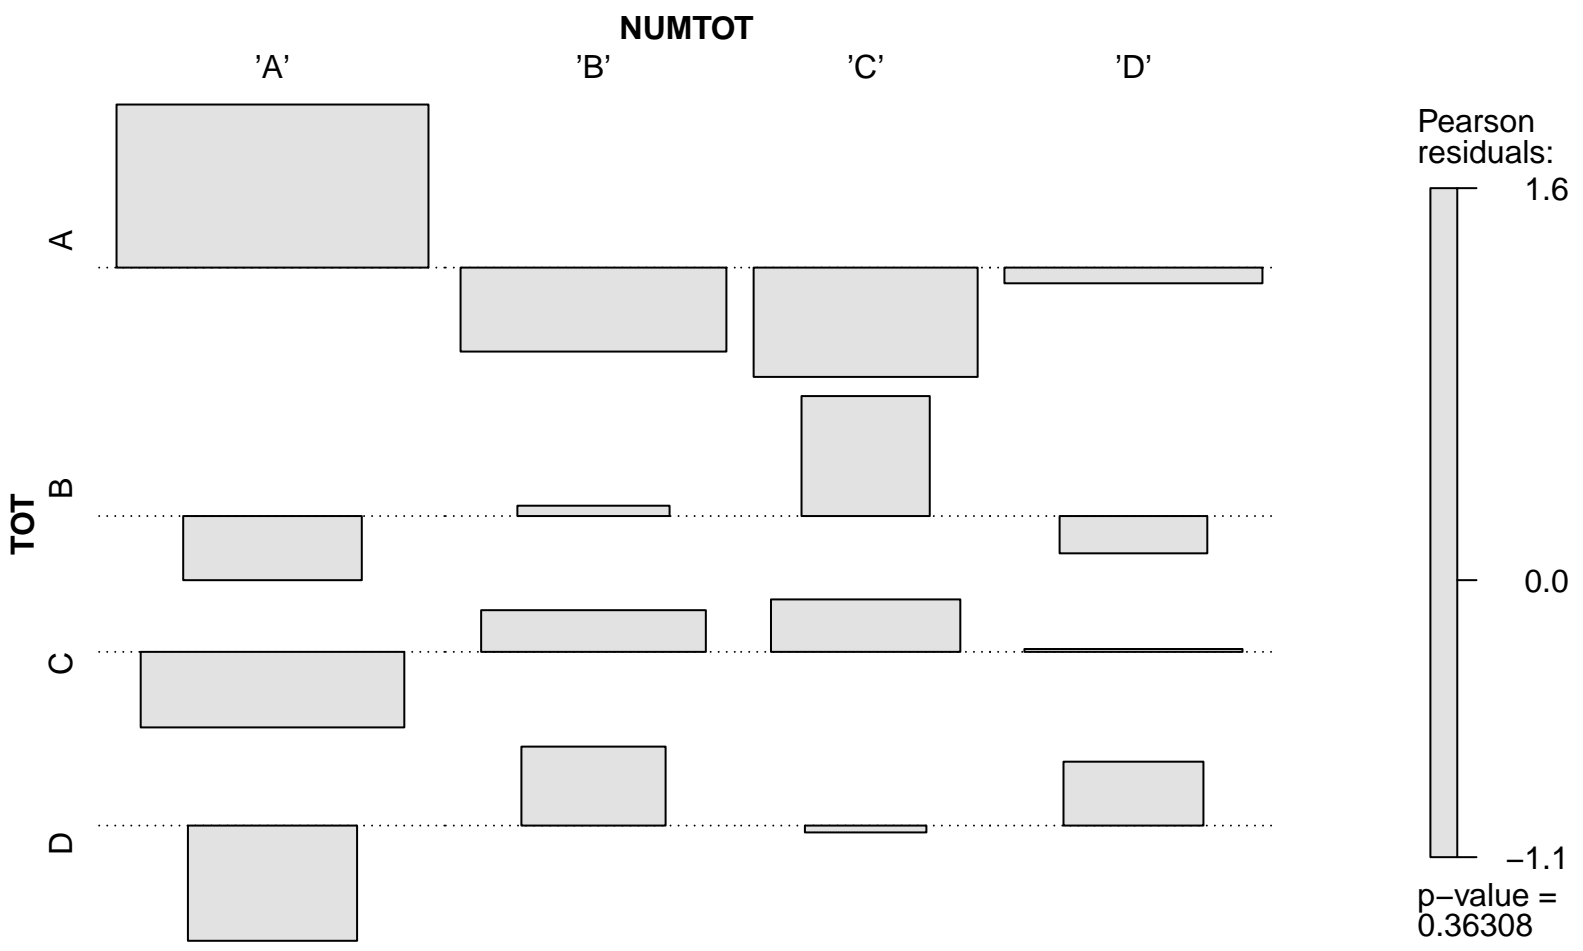 NUMTOT
’A’ ’B’ ’C’ ’D’
TOT
A
B
C
D
Pearson
residuals:
1.6
0.0
−1.1
p−value =
0.36308